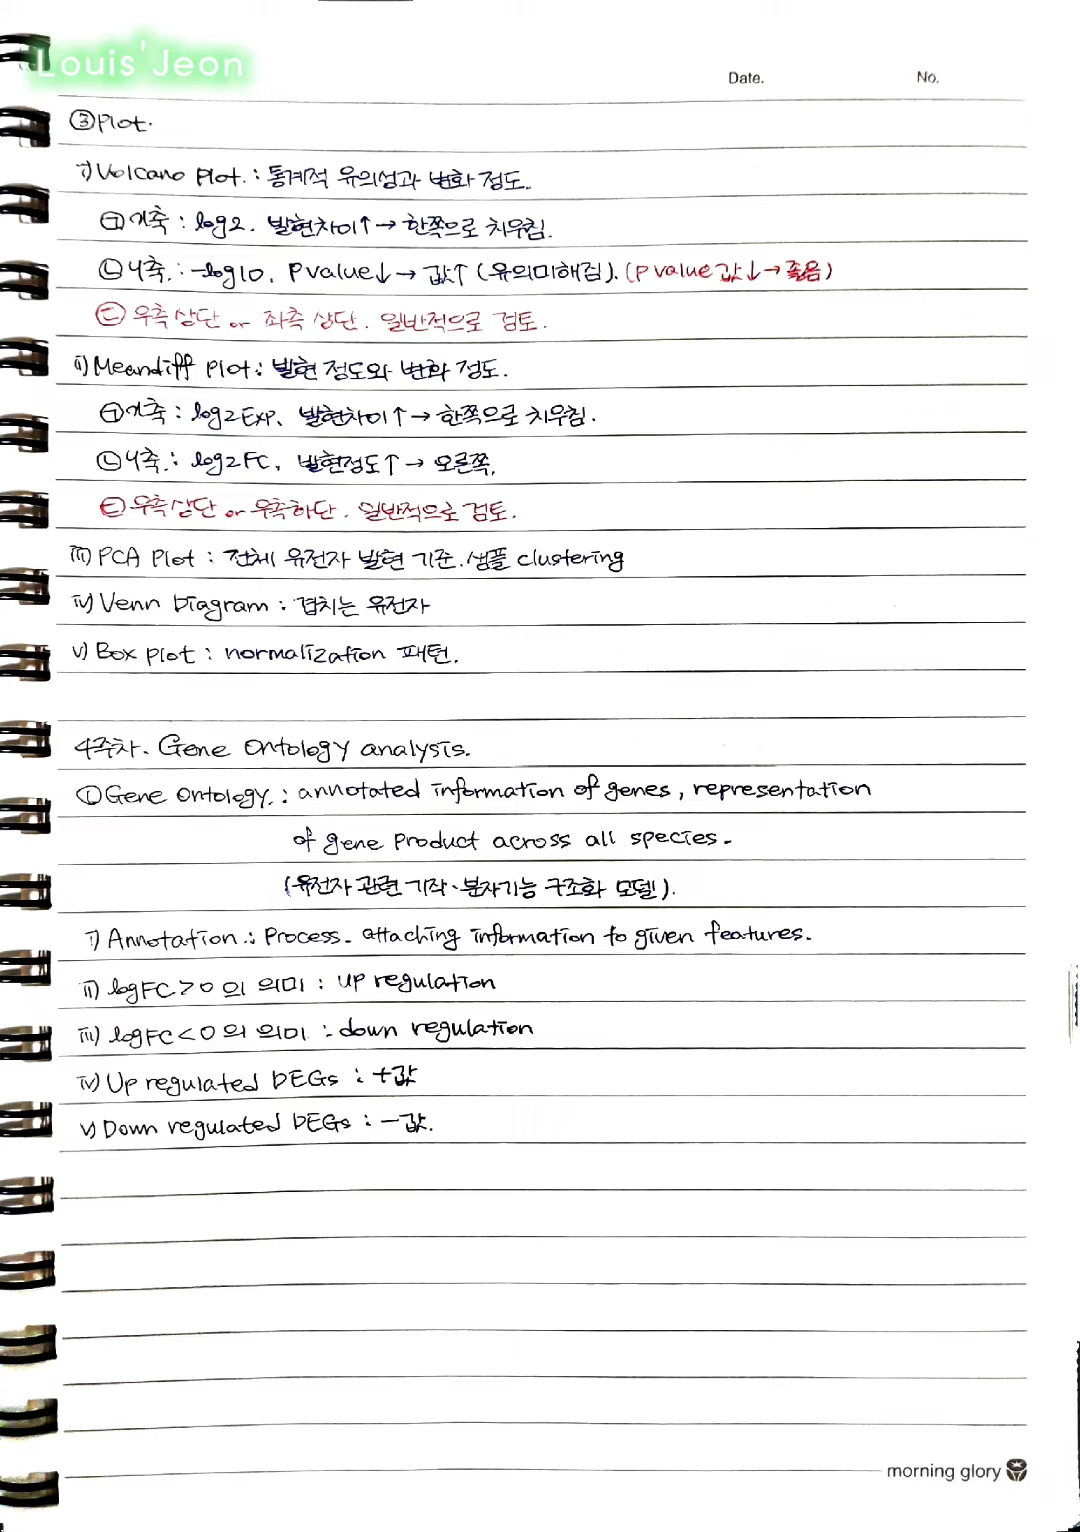 Louis'Jeon
Date. No.
③Plot.
i)Volcano Plot. : 통계적 유의성과 변화 정도.
㉠x축 : log2. 발현차이↑→ 한쪽으로 치우침.
㉡y축. : -log10. Pvalue↓→ 값↑ (유의미해짐). (Pvalue 값↓→ 좋음)
㉢우측상단 or 좌측 상단. 일반적으로 검토.
ii)Meandiff Plot : 발현 정도와 변화 정도.
㉠x축 : log2Exp. 발현차이↑→ 한쪽으로 치우침.
㉡y축. : log2FC. 발현정도↑→ 오른쪽.
㉢우측상단 or 우측하단. 일반적으로 검토.
iii)PCA Plot : 전체 유전자 발현 기준. 샘플 clustering
iv)Venn Diagram : 겹치는 유전자
v)Box plot : normalization 패턴.
4주차. Gene Ontology analysis.
①Gene Ontology. : annotated information of genes, representation
of gene product across all species.
(유전자 관련 기작·분자기능 구조화 모델).
i)Annotation. : Process. attaching information to given features.
ii)logFC>0 의 의미 : up regulation
iii)logFC<0 의 의미 : down regulation
iv)Up regulated DEGs : +값
v)Down regulated DEGs : -값.
morning glory